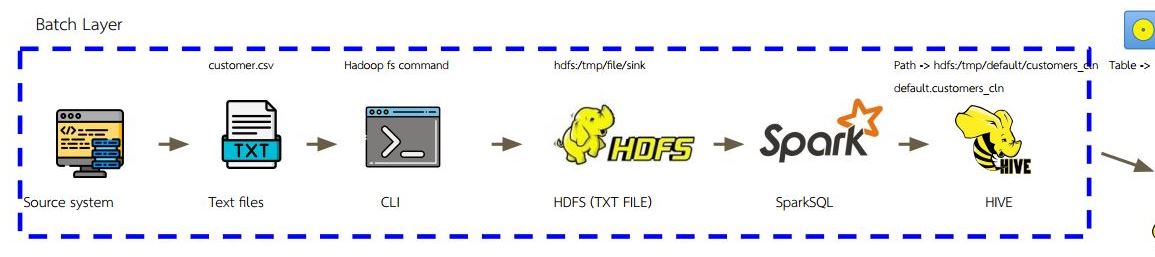 Batch Layer
customer.csv
Hadoop fs command
hdfs:/tmp/file/sink
Path -> hdfs:/tmp/default/customers_cln
Table ->
default.customers_cln
</>
TXT
HDFS
Spark
HIVE
Source system
Text files
CLI
HDFS (TXT FILE)
SparkSQL
HIVE